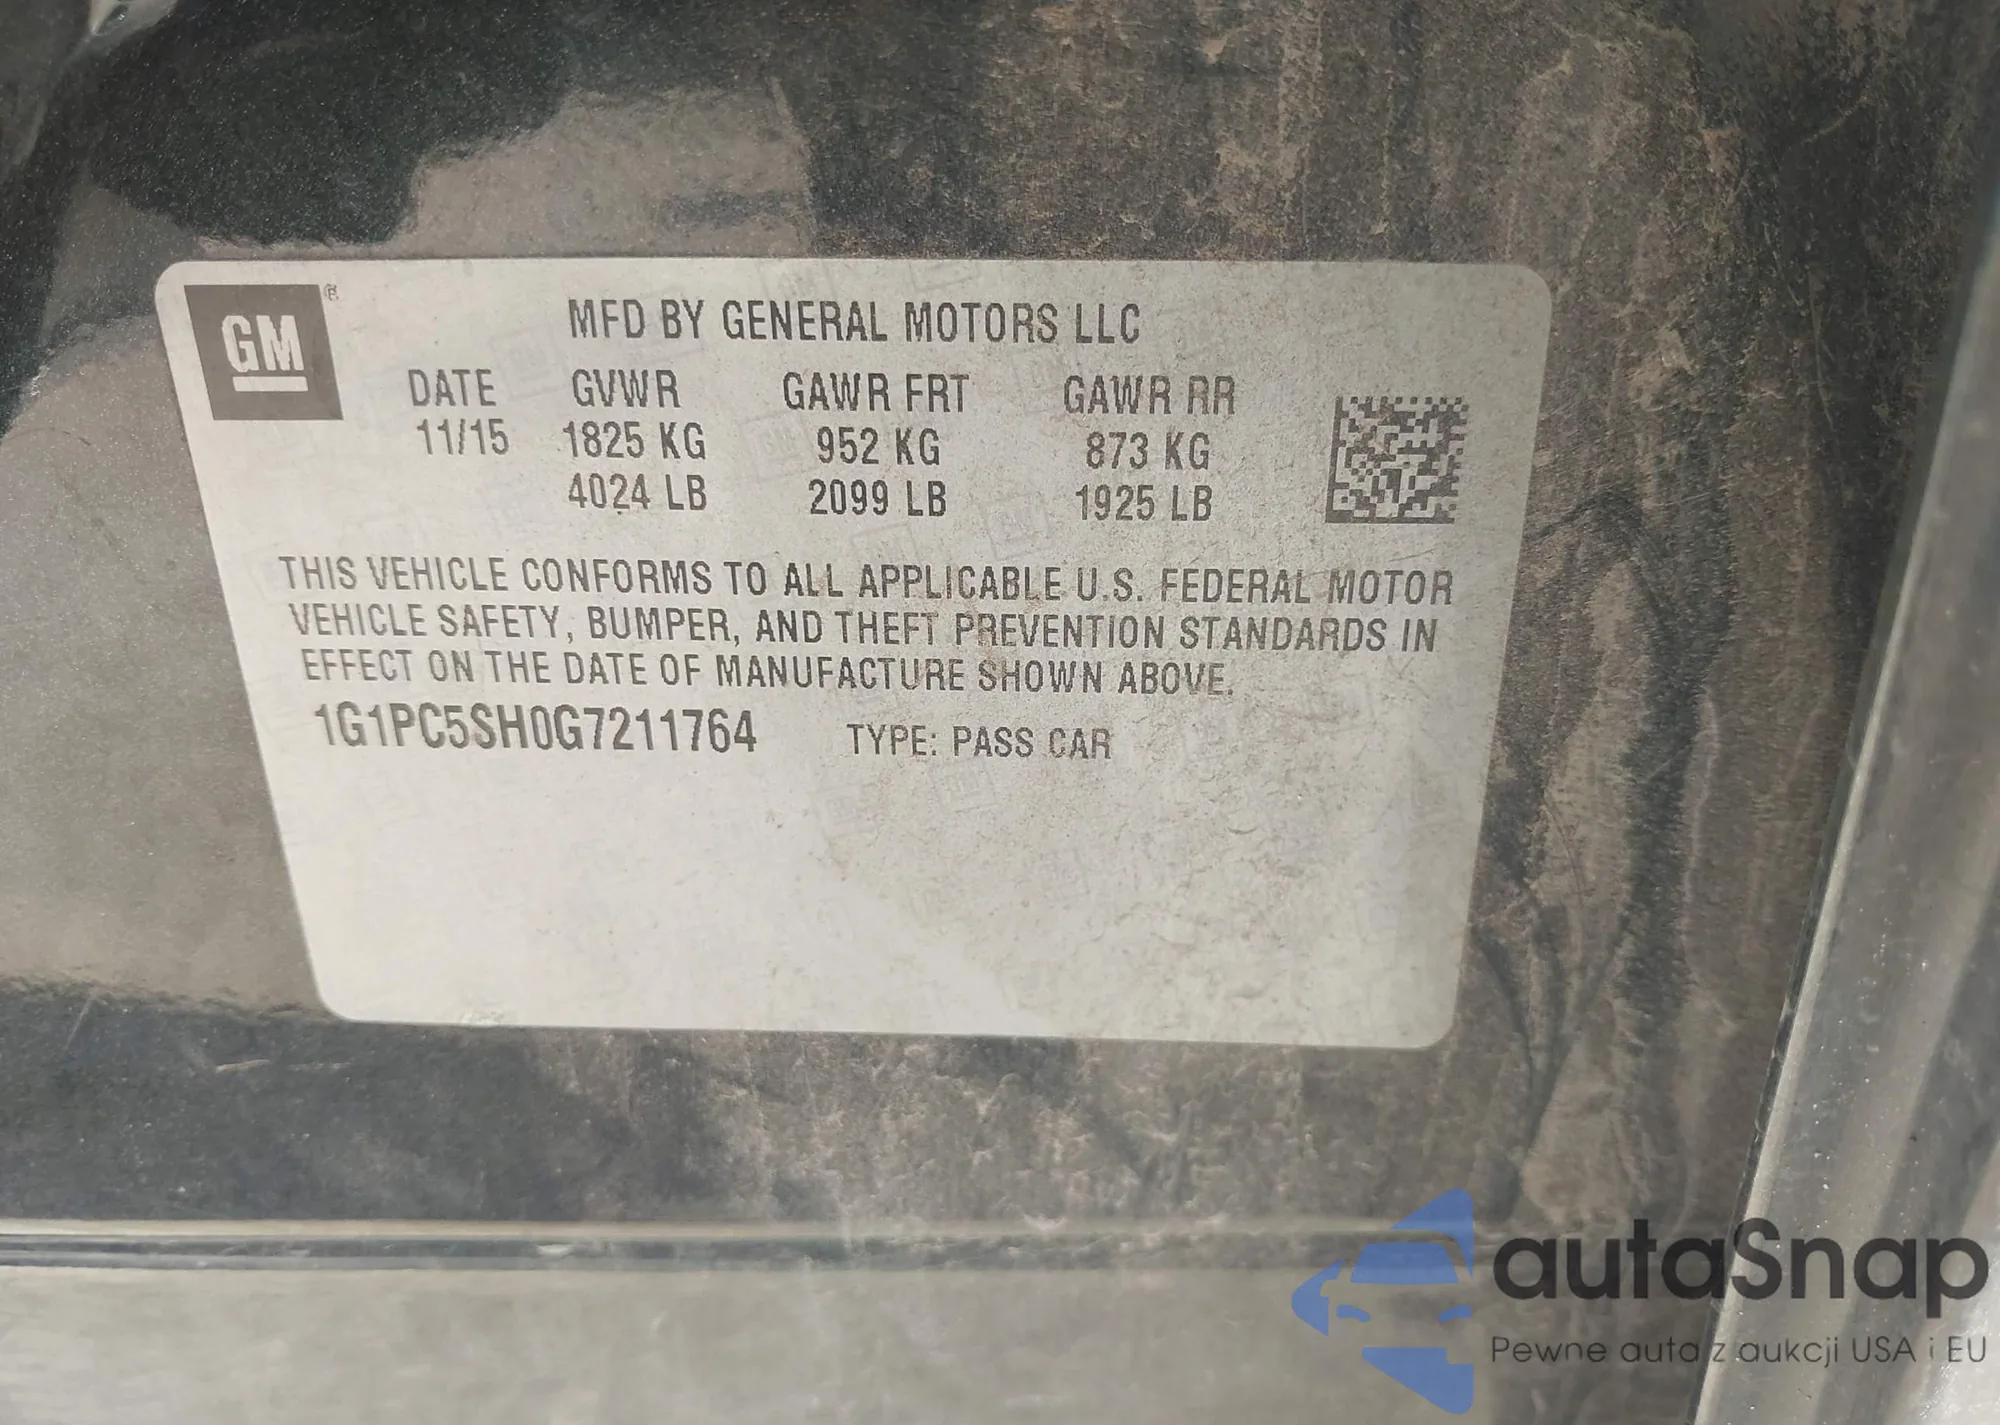 GM
®
MFD BY GENERAL MOTORS LLC
DATE GVWR GAWR FRT GAWR RR
11/15 1825 KG 952 KG 873 KG
4024 LB 2099 LB 1925 LB
THIS VEHICLE CONFORMS TO ALL APPLICABLE U.S. FEDERAL MOTOR
VEHICLE SAFETY, BUMPER, AND THEFT PREVENTION STANDARDS IN
EFFECT ON THE DATE OF MANUFACTURE SHOWN ABOVE.
1G1PC5SH0G7211764 TYPE: PASS CAR
autaSnap
Pewne auta z aukcji USA i EU